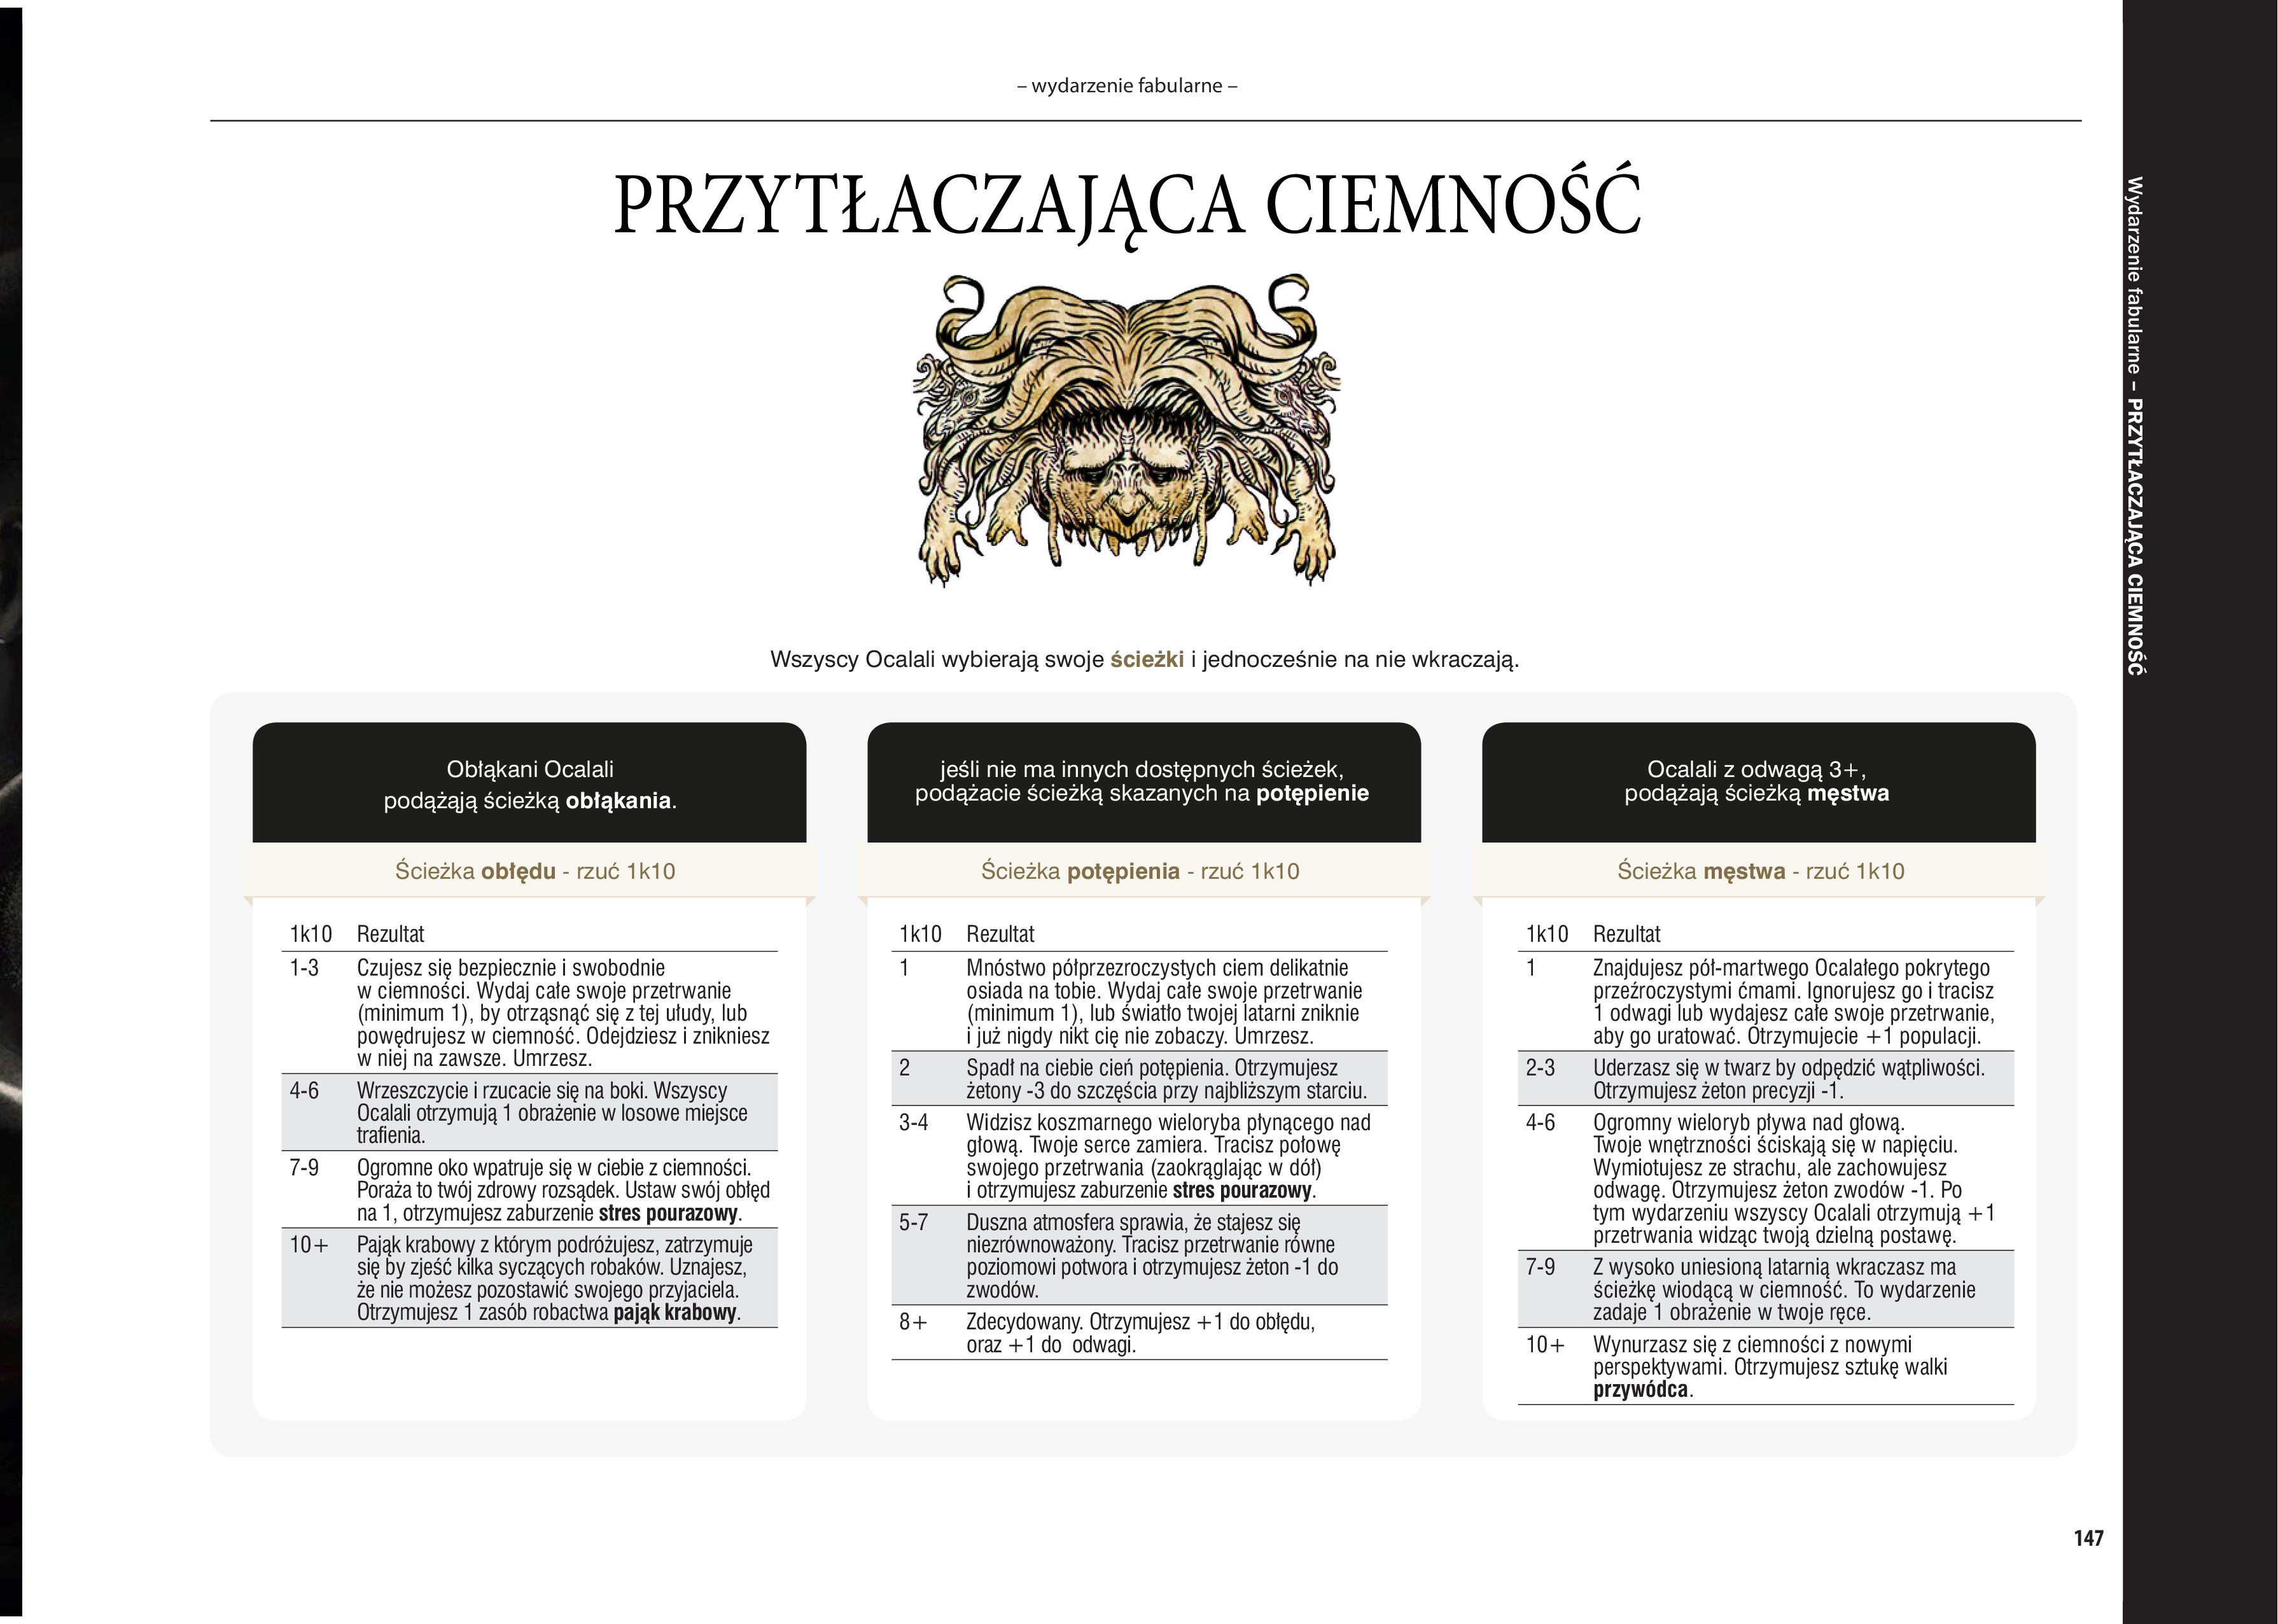 – wydarzenie fabularne –
PRZYTŁACZAJĄCA CIEMNOŚĆ
Wszyscy Ocalali wybierają swoje ścieżki i jednocześnie na nie wkraczają.
Obłąkani Ocalali
podążają ścieżką obłąkania.
Ścieżka obłędu - rzuć 1k10
1k10 Rezultat
1-3 Czujesz się bezpiecznie i swobodnie
w ciemności. Wydaj całe swoje przetrwanie
(minimum 1), by otrząsnąć się z tej ułudy, lub
powędrujesz w ciemność. Odejdziesz i znikniesz
w niej na zawsze. Umrzesz.
4-6 Wrzeszczycie i rzucacie się na boki. Wszyscy
Ocalali otrzymują 1 obrażenie w losowe miejsce
trafienia.
7-9 Ogromne oko wpatruje się w ciebie z ciemności.
Poraża to twój zdrowy rozsądek. Ustaw swój obłęd
na 1, otrzymujesz zaburzenie stres pourazowy.
10+ Pająk krabowy z którym podróżujesz, zatrzymuje
się by zjeść kilka syczących robaków. Uznajesz,
że nie możesz pozostawić swojego przyjaciela.
Otrzymujesz 1 zasób robactwa pająk krabowy.
jeśli nie ma innych dostępnych ścieżek,
podążacie ścieżką skazanych na potępienie
Ścieżka potępienia - rzuć 1k10
1k10 Rezultat
1 Mnóstwo półprzezroczystych ciem delikatnie
osiada na tobie. Wydaj całe swoje przetrwanie
(minimum 1), lub światło twojej latarni zniknie
i już nigdy nikt cię nie zobaczy. Umrzesz.
2 Spadł na ciebie cień potępienia. Otrzymujesz
żetony -3 do szczęścia przy najbliższym starciu.
3-4 Widzisz koszmarnego wieloryba płynącego nad
głową. Twoje serce zamiera. Tracisz połowę
swojego przetrwania (zaokrąglając w dół)
i otrzymujesz zaburzenie stres pourazowy.
5-7 Duszna atmosfera sprawia, że stajesz się
niezrównoważony. Tracisz przetrwanie równe
poziomowi potwora i otrzymujesz żeton -1 do
zwodów.
8+ Zdecydowany. Otrzymujesz +1 do obłędu,
oraz +1 do odwagi.
Ocalali z odwagą 3+,
podążają ścieżką męstwa
Ścieżka męstwa - rzuć 1k10
1k10 Rezultat
1 Znajdujesz pół-martwego Ocalałego pokrytego
przeźroczystymi ćmami. Ignorujesz go i tracisz
1 odwagi lub wydajesz całe swoje przetrwanie,
aby go uratować. Otrzymujecie +1 populacji.
2-3 Uderzasz się w twarz by odpędzić wątpliwości.
Otrzymujesz żeton precyzji -1.
4-6 Ogromny wieloryb pływa nad głową.
Twoje wnętrzności ściskają się w napięciu.
Wymiotujesz ze strachu, ale zachowujesz
odwagę. Otrzymujesz żeton zwodów -1. Po
tym wydarzeniu wszyscy Ocalali otrzymują +1
przetrwania widząc twoją dzielną postawę.
7-9 Z wysoko uniesioną latarnią wkraczasz ma
ścieżkę wiodącą w ciemność. To wydarzenie
zadaje 1 obrażenie w twoje ręce.
10+ Wynurzasz się z ciemności z nowymi
perspektywami. Otrzymujesz sztukę walki
przywódca.
Wydarzenie fabularne – PRZYTŁACZAJĄCA CIEMNOŚĆ
147